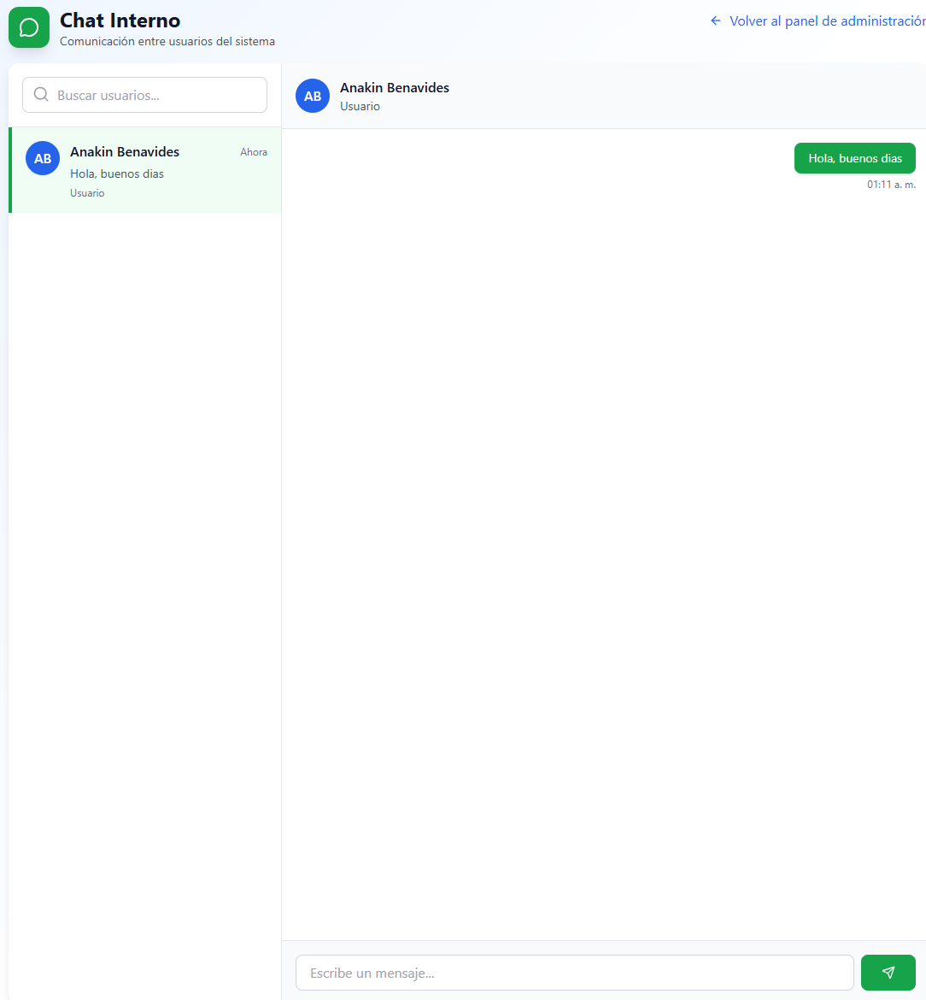 Chat Interno
Comunicación entre usuarios del sistema
Volver al panel de administración
Buscar usuarios...
AB
Anakin Benavides
Ahora
Hola, buenos dias
Usuario
AB
Anakin Benavides
Usuario
Hola, buenos dias
01:11 a. m.
Escribe un mensaje...